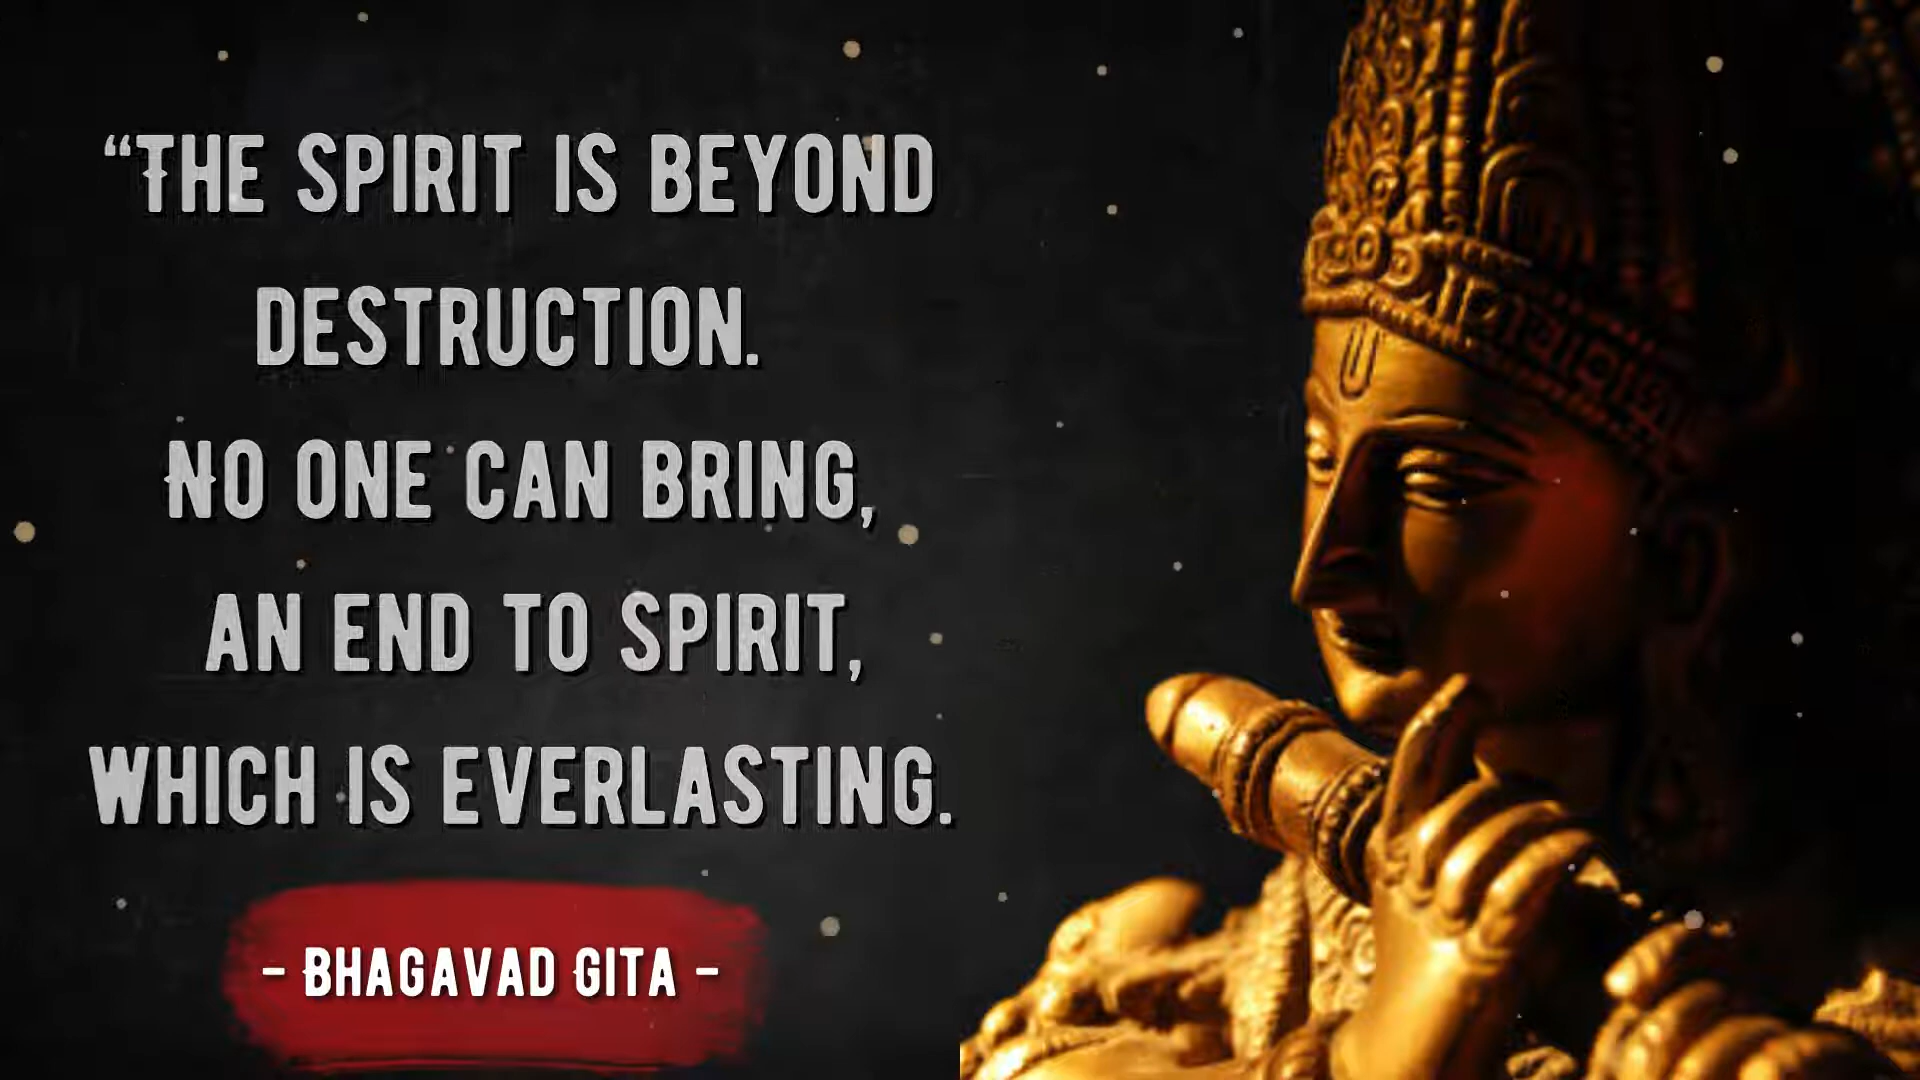 “THE SPIRIT IS BEYOND
DESTRUCTION.
NO ONE CAN BRING,
AN END TO SPIRIT,
WHICH IS EVERLASTING.
- BHAGAVAD GITA -